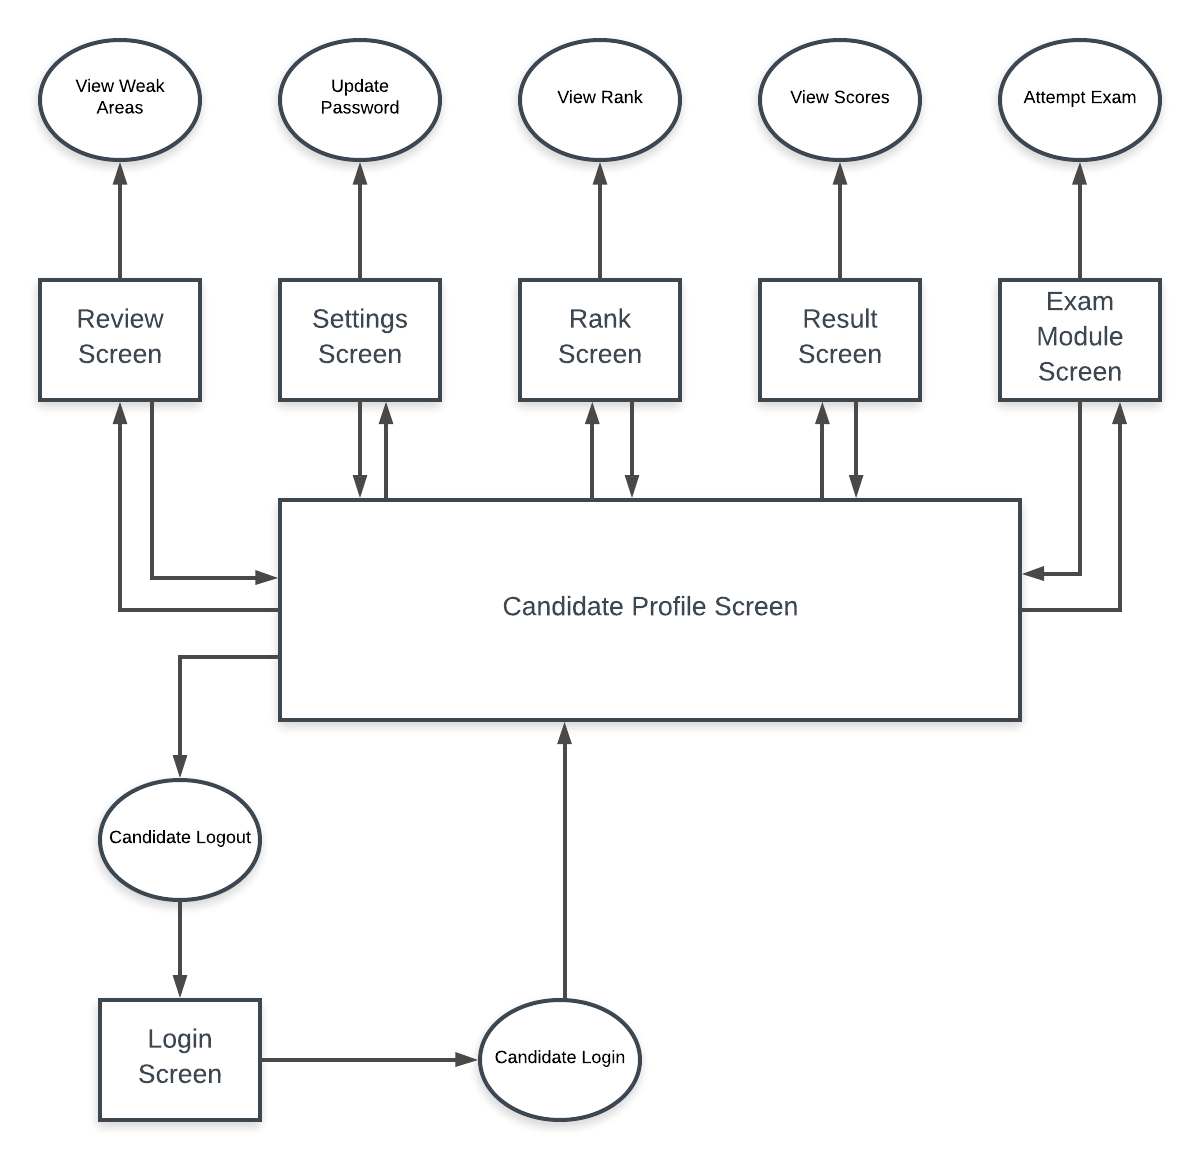 View Weak
Areas
Update
Password
View Rank
View Scores
Attempt Exam
Review
Screen
Settings
Screen
Rank
Screen
Result
Screen
Exam
Module
Screen
Candidate Profile Screen
Candidate Logout
Login
Screen
Candidate Login